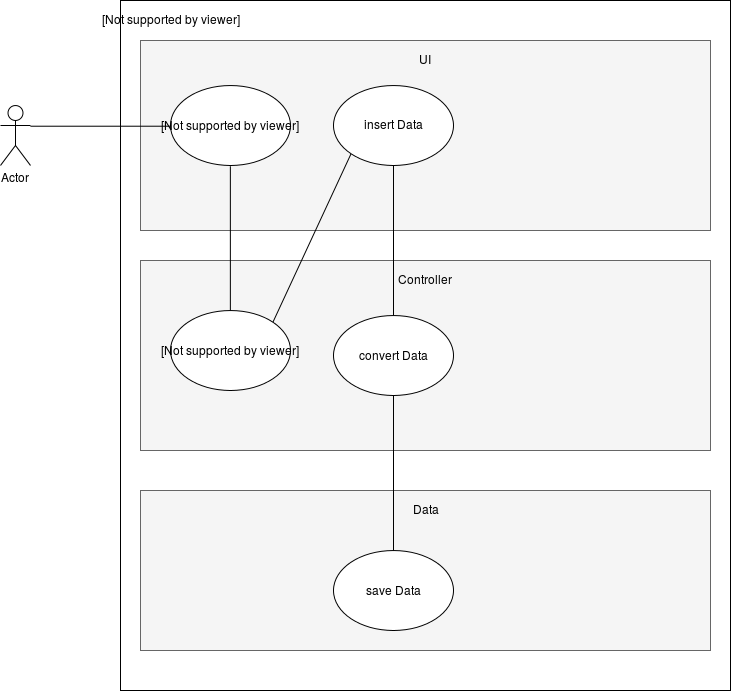 [Not supported by viewer]
UI
[Not supported by viewer]
insert Data
Actor
Controller
[Not supported by viewer]
convert Data
Data
save Data